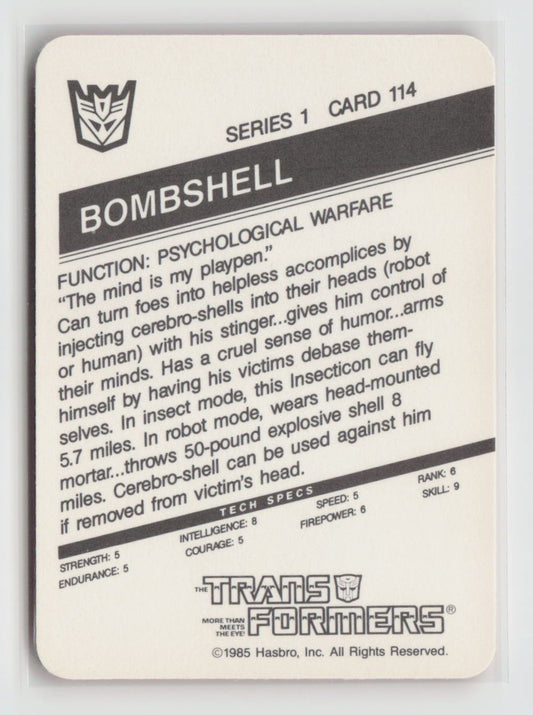 SERIES 1 CARD 114
BOMBSHELL
FUNCTION: PSYCHOLOGICAL WARFARE
“The mind is my playpen.”
Can turn foes into helpless accomplices by
injecting cerebro-shells into their heads (robot
or human) with his stinger...gives him control of
their minds. Has a cruel sense of humor...arms
himself by having his victims debase them-
selves. In insect mode, this Insecticon can fly
5.7 miles. In robot mode, wears head-mounted
mortar...throws 50-pound explosive shell 8
miles. Cerebro-shell can be used against him
if removed from victim's head.
TECH SPECS
STRENGTH: 5 INTELLIGENCE: 8 SPEED: 5 RANK: 6
ENDURANCE: 5 COURAGE: 5 FIREPOWER: 6 SKILL: 9
THE TRANS
MORE THAN MEETS THE EYE! FORMERS®
©1985 Hasbro, Inc. All Rights Reserved.